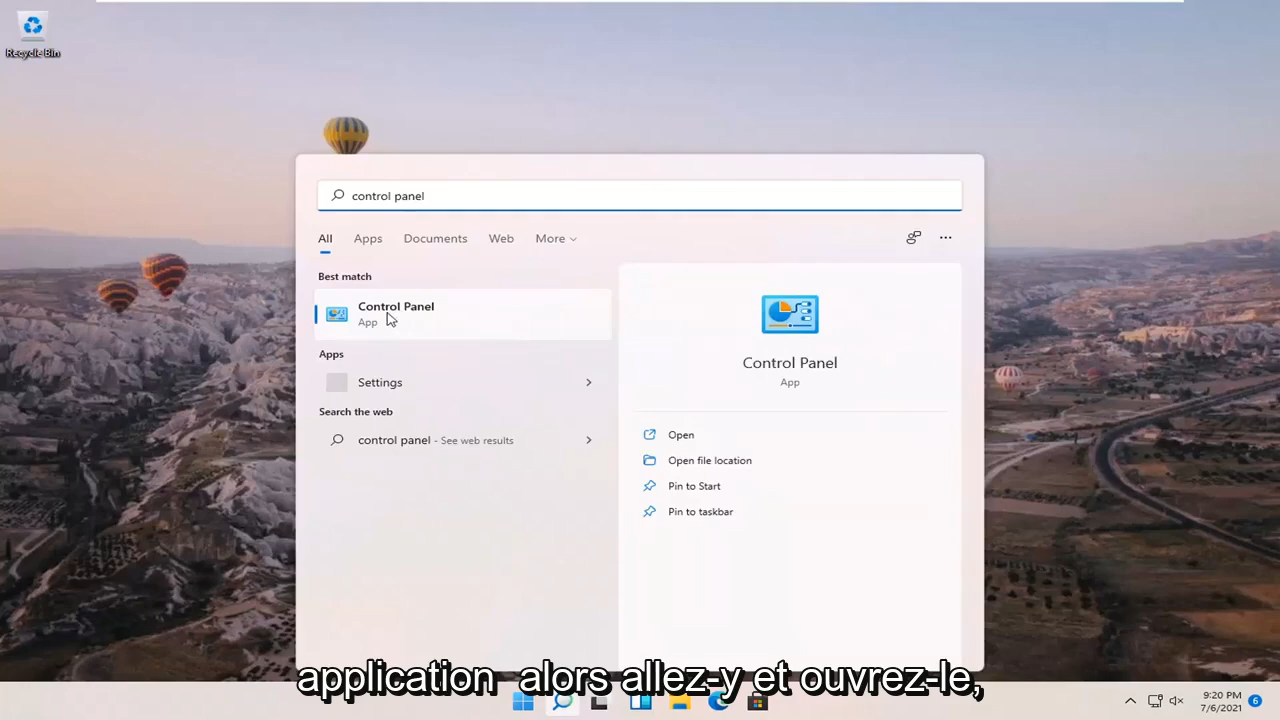 Recycle Bin
control panel
All Apps Documents Web More
Best match
Control Panel
App
Apps
Settings
Search the web
control panel - See web results
Control Panel
App
Open
Open file location
Pin to Start
Pin to taskbar
application alors allez-y et ouvrez-le,
9:20 PM
7/6/2021
6